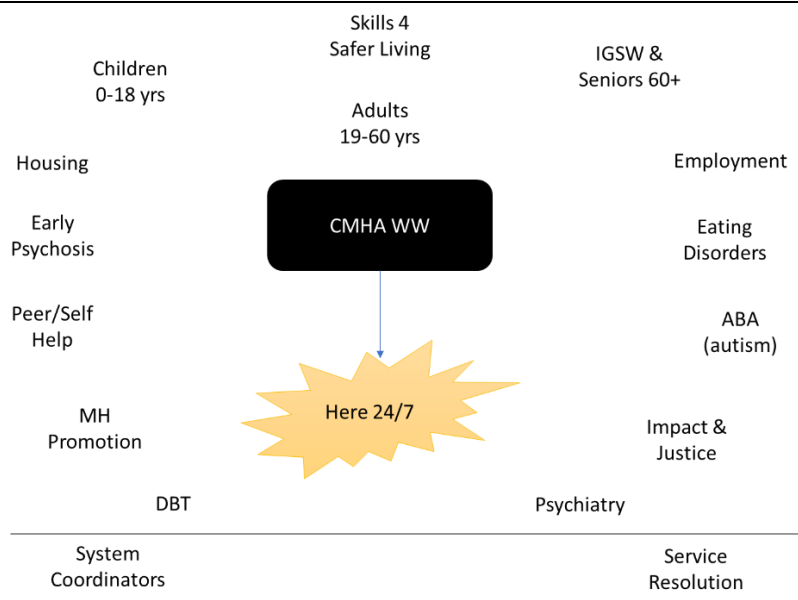 Skills 4
Safer Living
IGSW &
Seniors 60+
Children
0-18 yrs
Adults
19-60 yrs
Housing
Employment
CMHA WW
Early
Psychosis
Eating
Disorders
Peer/Self
Help
ABA
(autism)
Here 24/7
MH
Promotion
Impact &
Justice
DBT
Psychiatry
System
Coordinators
Service
Resolution